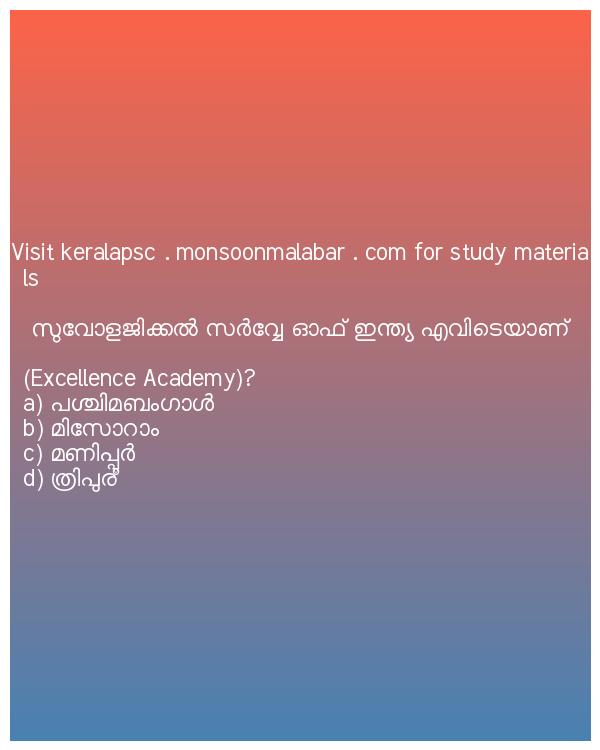 Visit keralapsc . monsoonmalabar . com for study materia
ls
സുവോളജിക്കൽ സർവ്വേ ഓഫ് ഇന്ത്യ എവിടെയാണ്
(Excellence Academy)?
a) പശ്ചിമബംഗാൾ
b) മിസോറാം
c) മണിപ്പൂർ
d) ത്രിപുര്